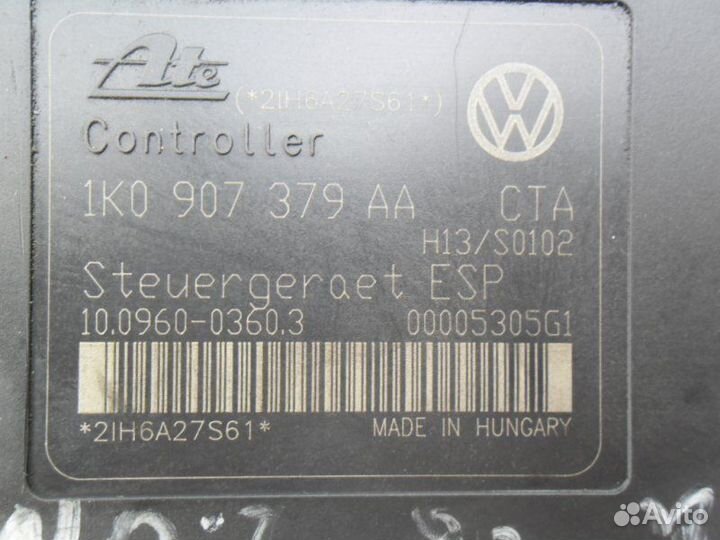 Ate
(*2IH6A27S61*)
Controller
1K0 907 379 AA CTA
H13/S0102
Steuergeraet ESP
10.0960-0360.3 00005305G1
*2IH6A27S61* MADE IN HUNGARY
Avito